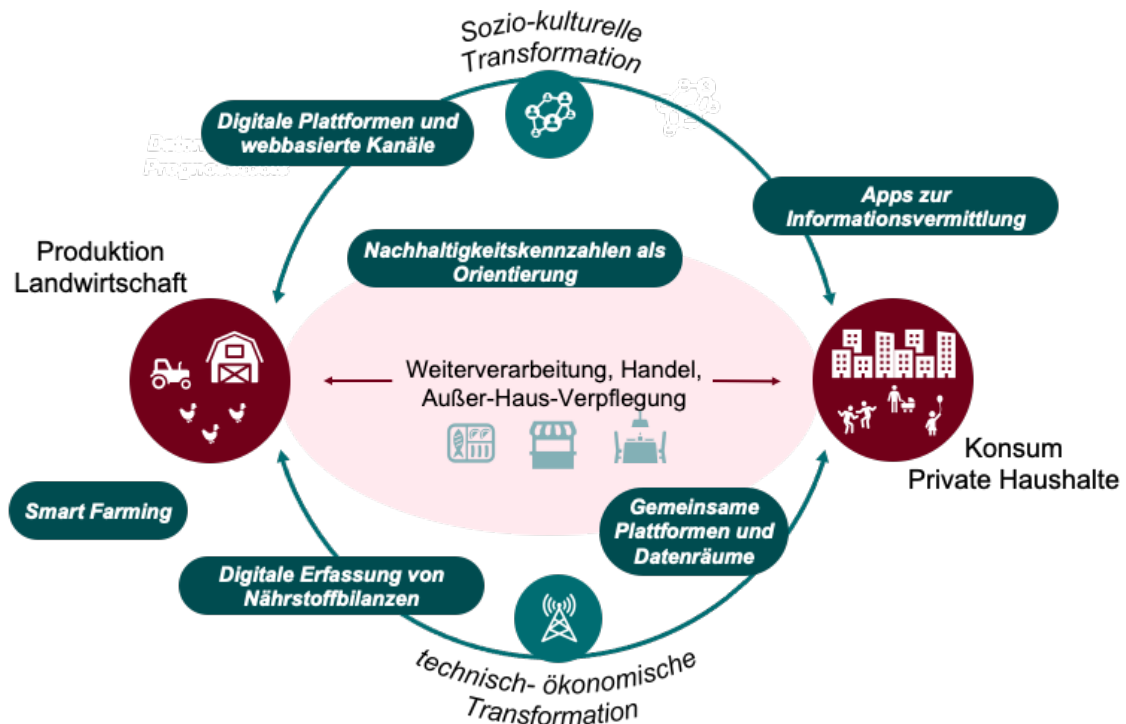 Sozio-kulturelle
Transformation
Digitale Plattformen und
webbasierte Kanäle
Apps zur
Informationsvermittlung
Nachhaltigkeitskennzahlen als
Orientierung
Produktion
Landwirtschaft
Weiterverarbeitung, Handel,
Außer-Haus-Verpflegung
Konsum
Private Haushalte
Smart Farming
Gemeinsame
Plattformen und
Datenräume
Digitale Erfassung von
Nährstoffbilanzen
technisch- ökonomische
Transformation